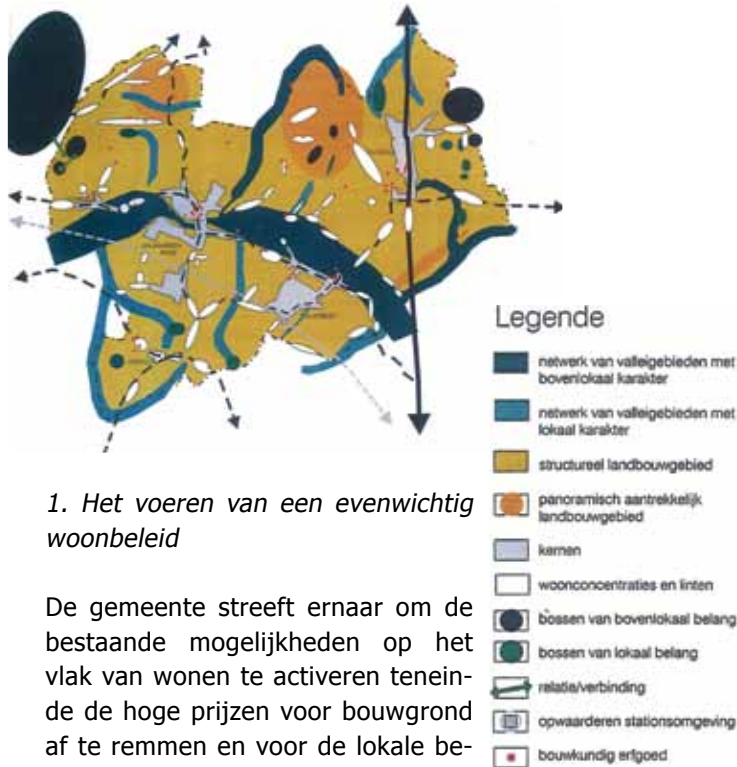 Legende
netwerk van valleigebieden met
bovenlokaal karakter
netwerk van valleigebieden met
lokaal karakter
structureel landbouwgebied
panoramisch aantrekkelijk
landbouwgebied
kernen
woonconcentraties en linten
bossen van bovenlokaal belang
bossen van lokaal belang
relatie/verbinding
opwaarderen stationsomgeving
bouwkundig erfgoed
1. Het voeren van een evenwichtig
woonbeleid
De gemeente streeft ernaar om de
bestaande mogelijkheden op het
vlak van wonen te activeren tenein-
de de hoge prijzen voor bouwgrond
af te remmen en voor de lokale be-